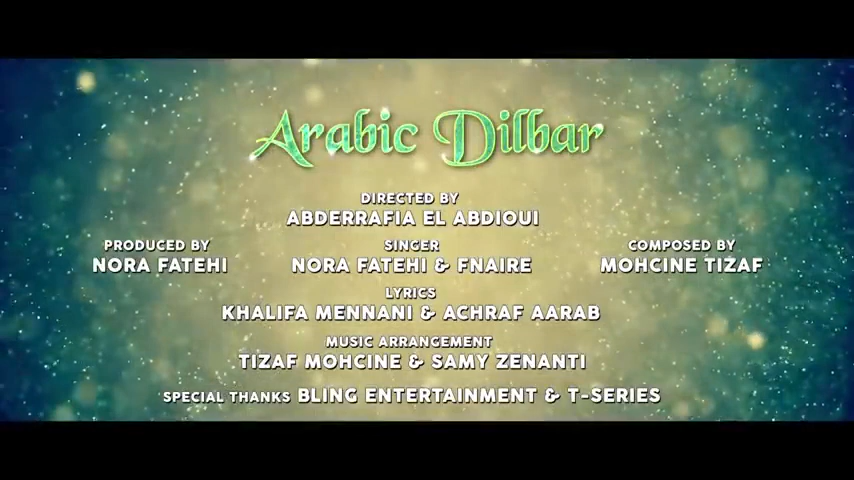 Arabic Dilbar
DIRECTED BY
ABDERRAFIA EL ABDIOUI
PRODUCED BY
NORA FATEHI
SINGER
NORA FATEHI & FNAIRE
COMPOSED BY
MOHCINE TIZAF
LYRICS
KHALIFA MENNANI & ACHRAF AARAB
MUSIC ARRANGEMENT
TIZAF MOHCINE & SAMY ZENANTI
SPECIAL THANKS BLING ENTERTAINMENT & T-SERIES